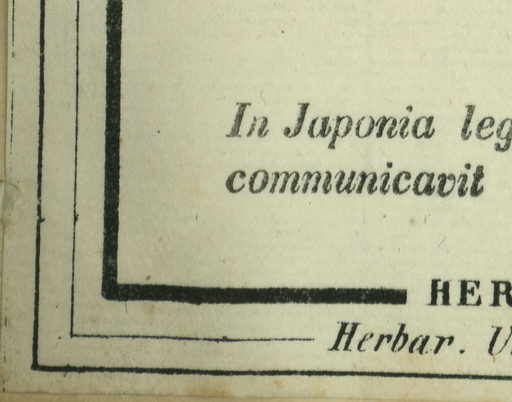 In Japonia leg
communicavit
HER
Herbar. U